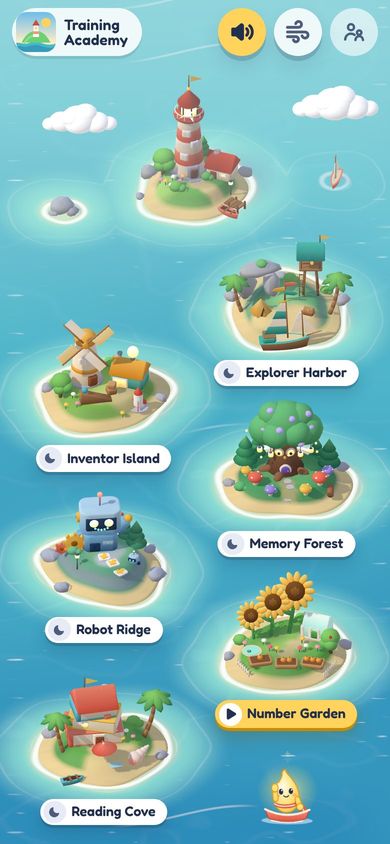 Training
Academy
Explorer Harbor
Inventor Island
Memory Forest
Robot Ridge
Number Garden
Reading Cove